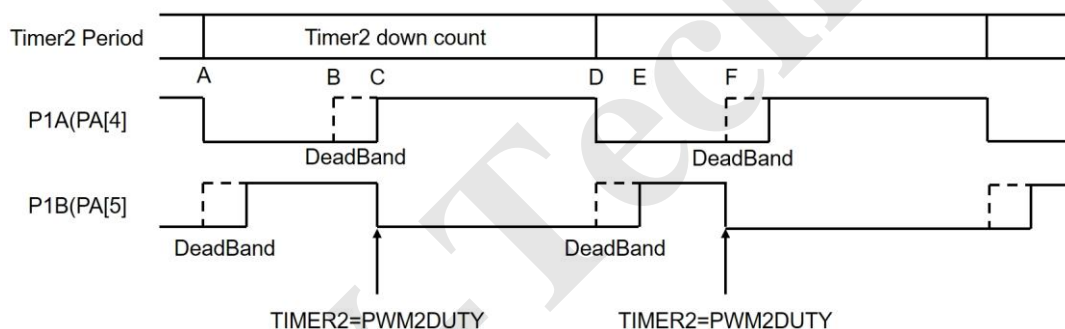 Timer2 Period
Timer2 down count
A B C D E F
P1A(PA[4]
DeadBand DeadBand
P1B(PA[5]
DeadBand DeadBand
TIMER2=PWM2DUTY TIMER2=PWM2DUTY